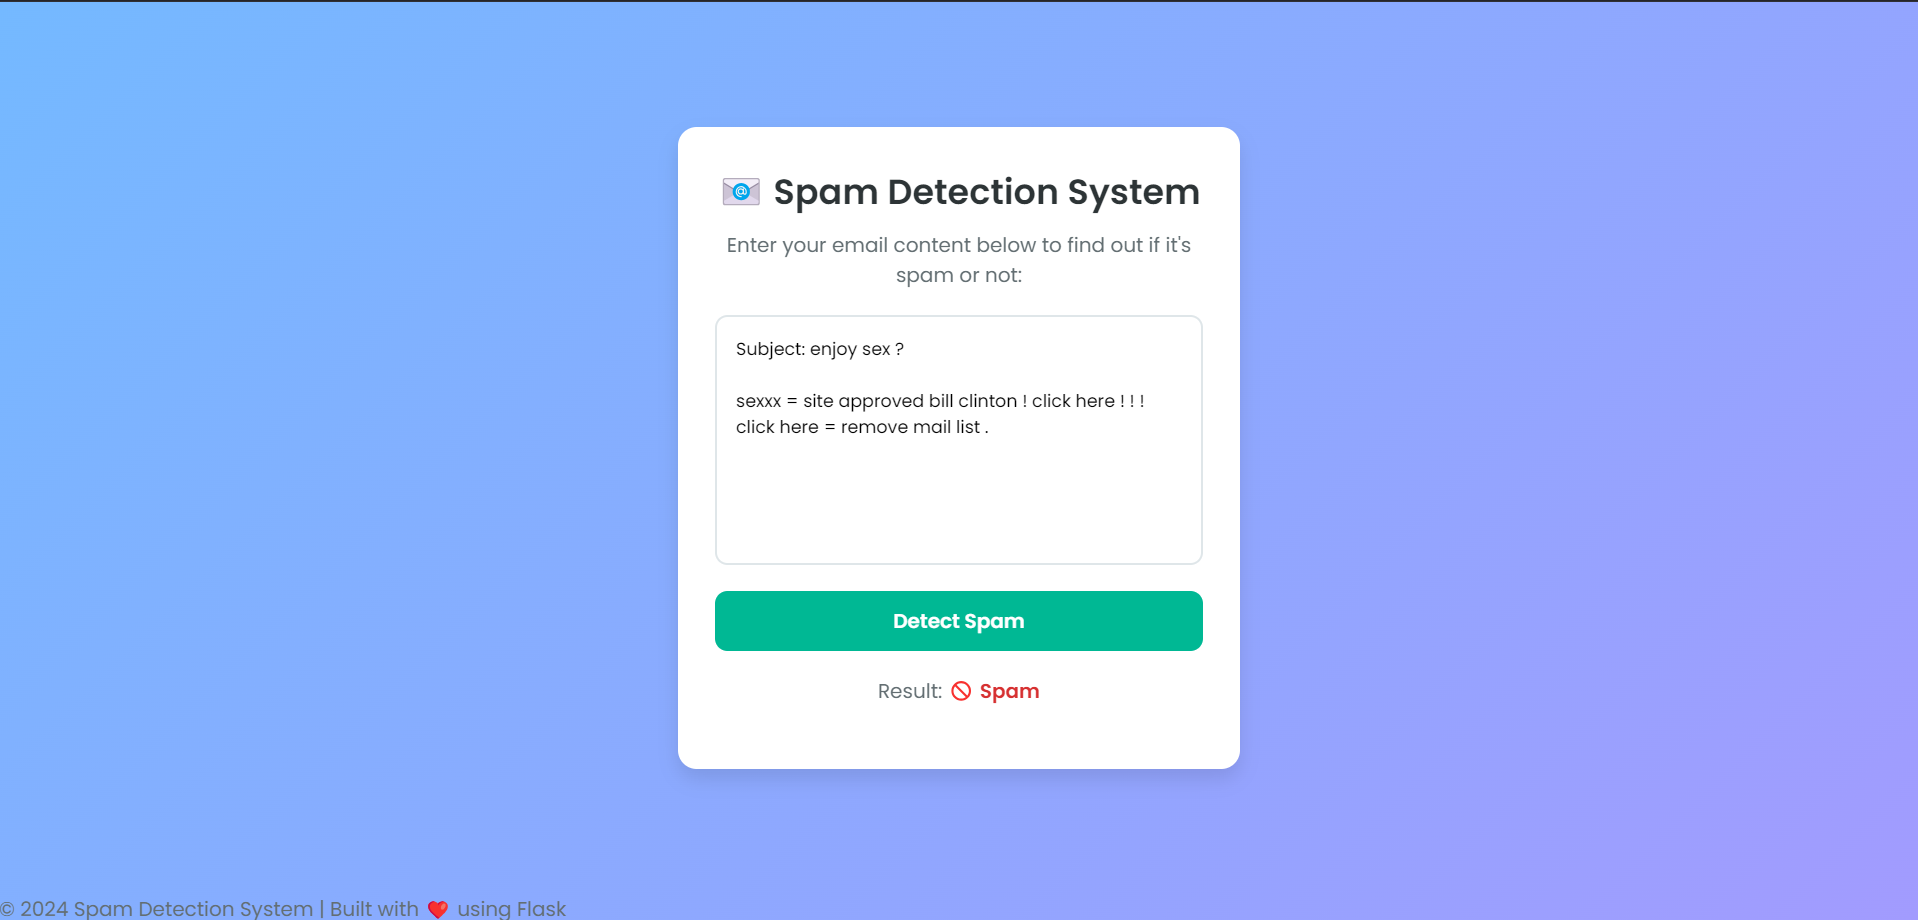 📧 Spam Detection System
Enter your email content below to find out if it's
spam or not:
Subject: enjoy sex ?
sexxx = site approved bill clinton ! click here ! ! !
click here = remove mail list .
Detect Spam
Result: 🚫 Spam
© 2024 Spam Detection System | Built with ❤️ using Flask